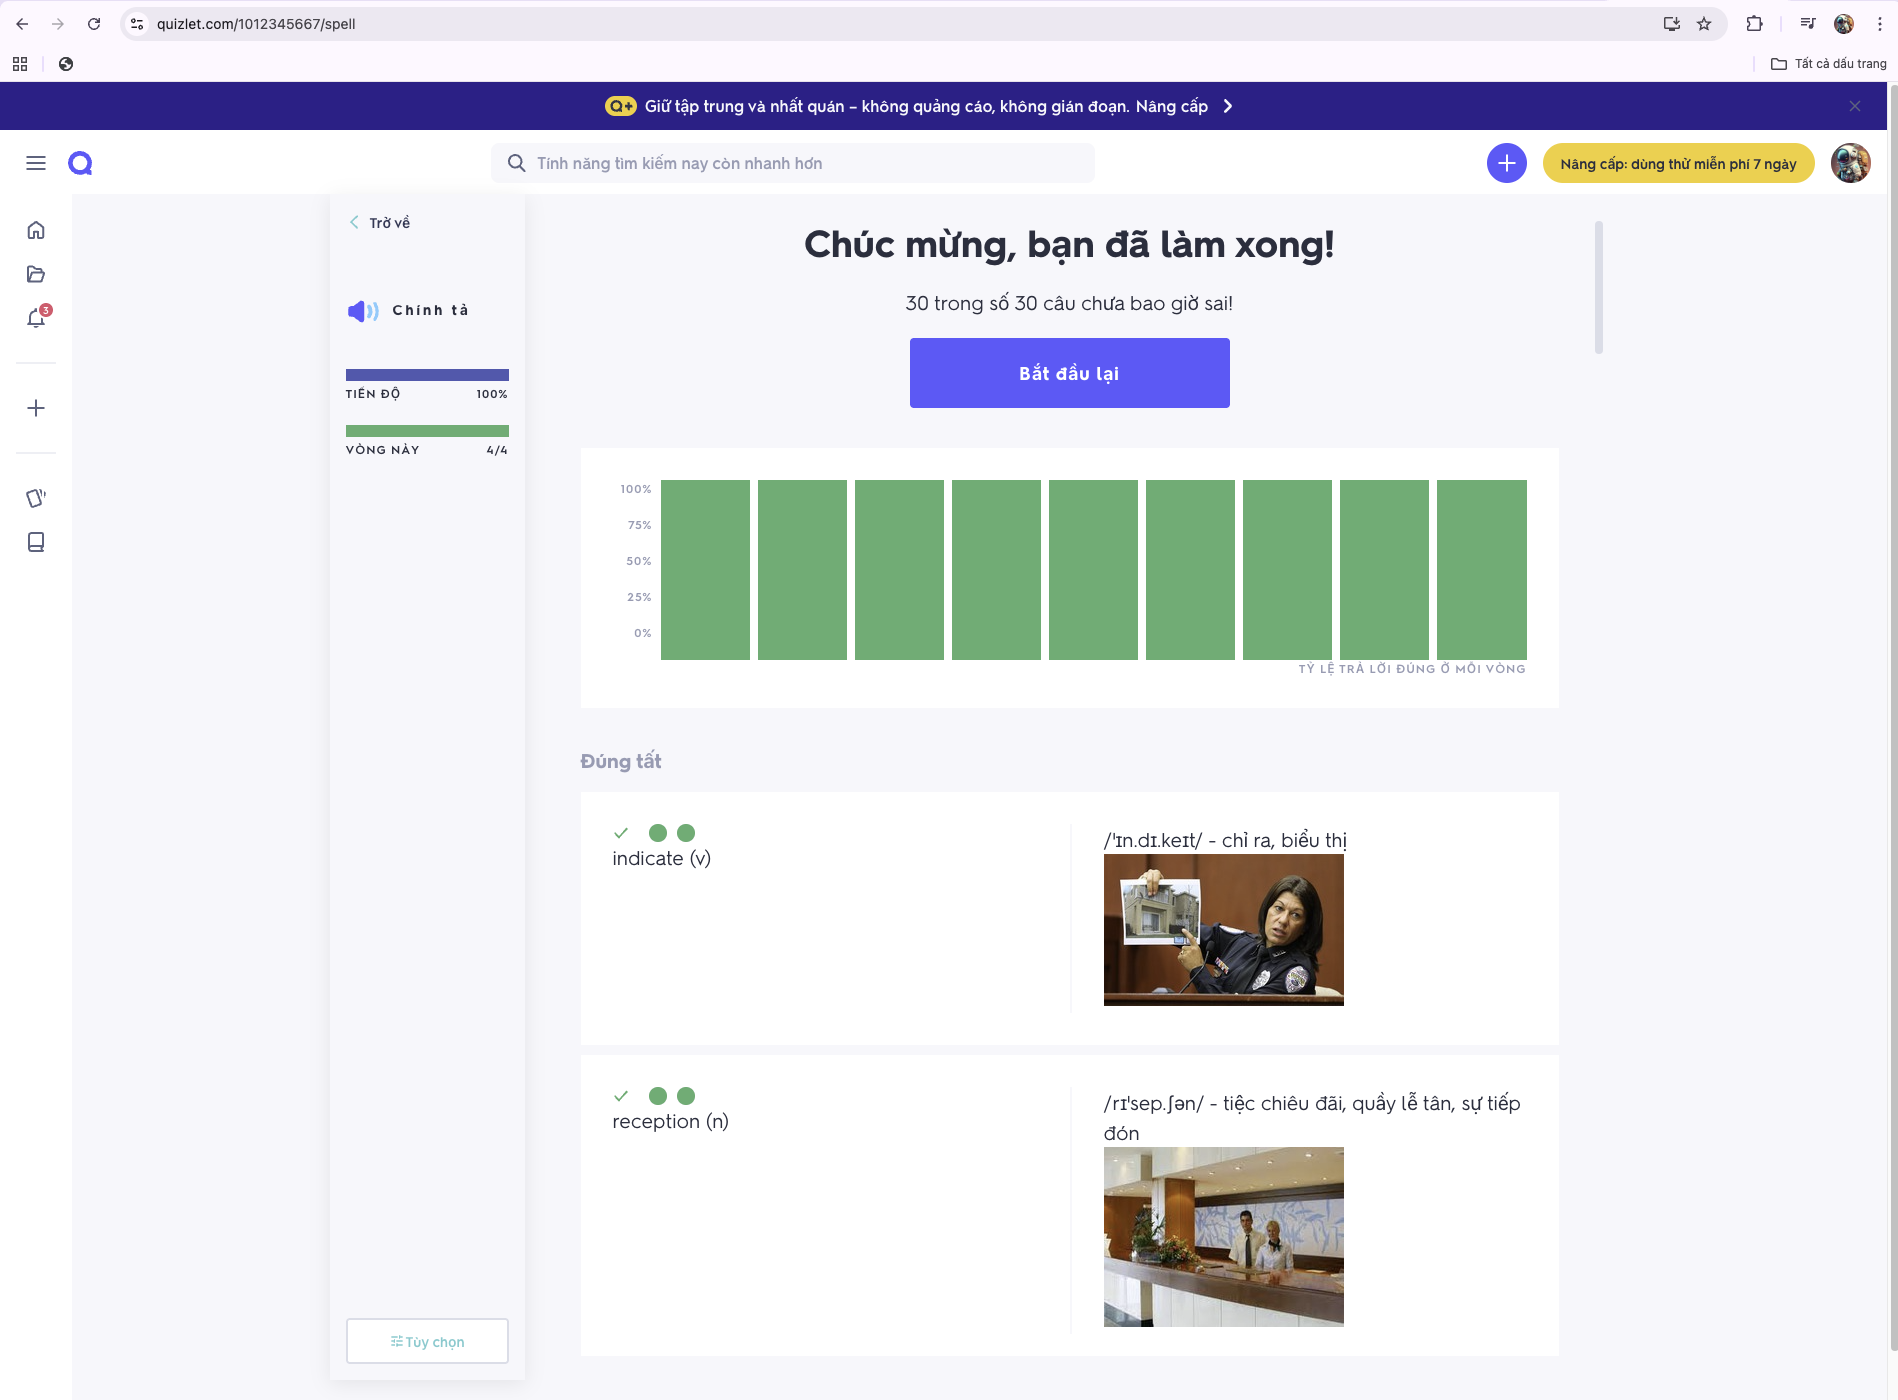 quizlet.com/1012345667/spell
Tất cả dấu trang
Q+ Giữ tập trung và nhất quán – không quảng cáo, không gián đoạn. Nâng cấp
Tính năng tìm kiếm nay còn nhanh hơn
Nâng cấp: dùng thử miễn phí 7 ngày
3
Trở về
Chính tả
TIẾN ĐỘ 100%
VÒNG NÀY 4/4
Tùy chọn
Chúc mừng, bạn đã làm xong!
30 trong số 30 câu chưa bao giờ sai!
Bắt đầu lại
100%
75%
50%
25%
0%
TỶ LỆ TRẢ LỜI ĐÚNG Ở MỖI VÒNG
Đúng tất
indicate (v)
/ˈɪn.dɪ.keɪt/ - chỉ ra, biểu thị
reception (n)
/rɪˈsep.ʃən/ - tiệc chiêu đãi, quầy lễ tân, sự tiếp
đón